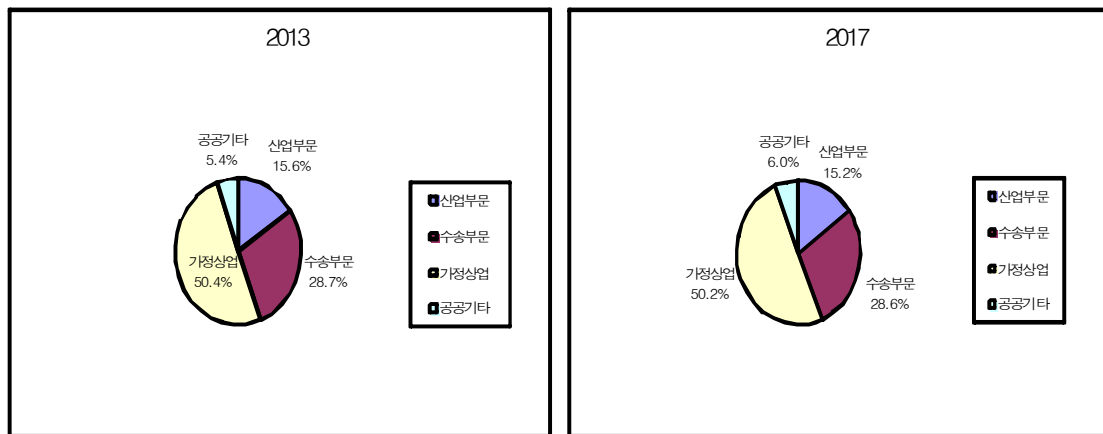 2013
공공기타
5.4%
산업부문
15.6%
가정상업
50.4%
수송부문
28.7%
산업부문
수송부문
가정상업
공공기타
2017
공공기타
6.0%
산업부문
15.2%
가정상업
50.2%
수송부문
28.6%
산업부문
수송부문
가정상업
공공기타